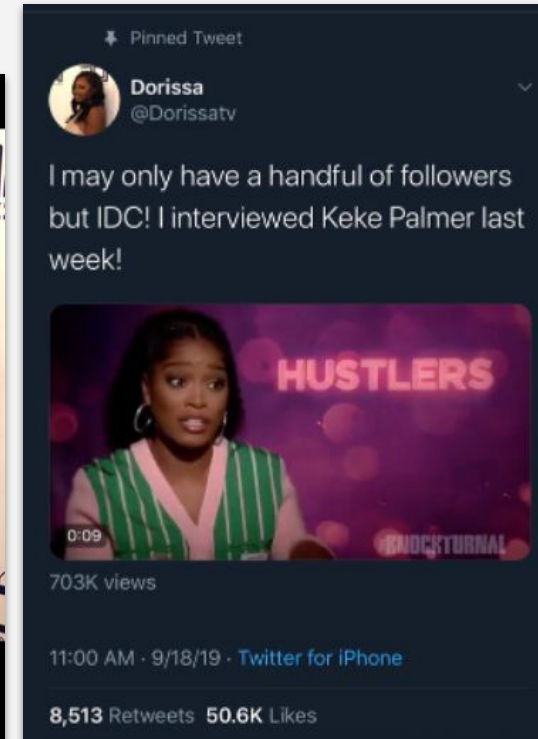 Pinned Tweet
Dorissa
@Dorissatv
I may only have a handful of followers
but IDC! I interviewed Keke Palmer last
week!
HUSTLERS
0:09
KNOCKTURNAL
703K views
11:00 AM · 9/18/19 · Twitter for iPhone
8,513 Retweets 50.6K Likes